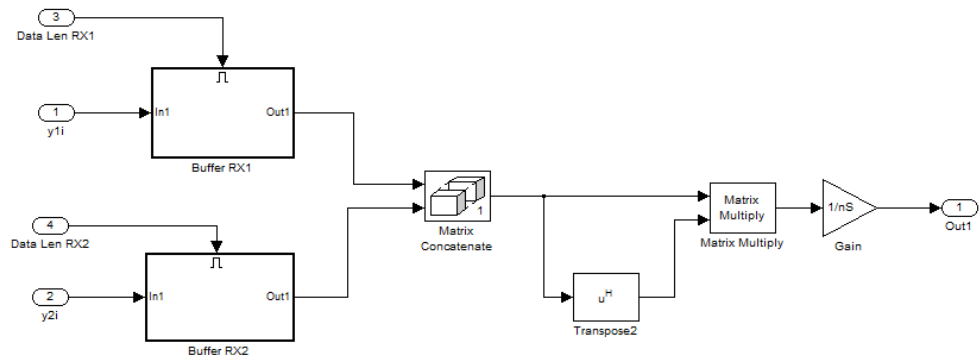 3
Data Len RX1
1
y1i
In1
Out1
Buffer RX1
4
Data Len RX2
2
y2i
In1
Out1
Buffer RX2
1
Matrix
Concatenate
u^H
Transpose2
Matrix
Multiply
Matrix Multiply
1/nS
Gain
1
Out1